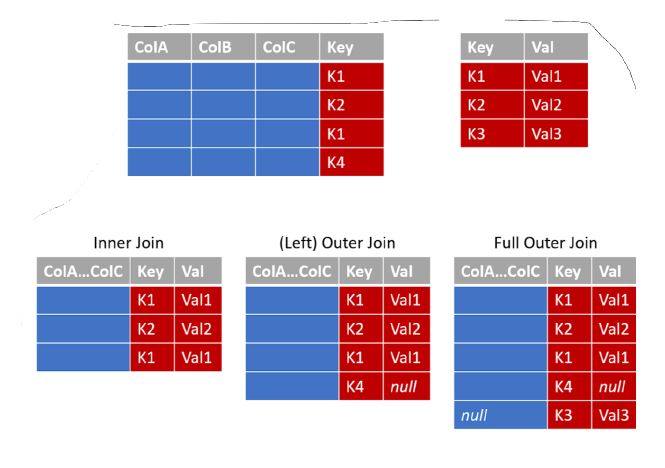 ColA ColB ColC Key
K1
K2
K1
K4
Key Val
K1 Val1
K2 Val2
K3 Val3
Inner Join
ColA...ColC Key Val
K1 Val1
K2 Val2
K1 Val1
(Left) Outer Join
ColA...ColC Key Val
K1 Val1
K2 Val2
K1 Val1
K4 null
Full Outer Join
ColA...ColC Key Val
K1 Val1
K2 Val2
K1 Val1
K4 null
null K3 Val3